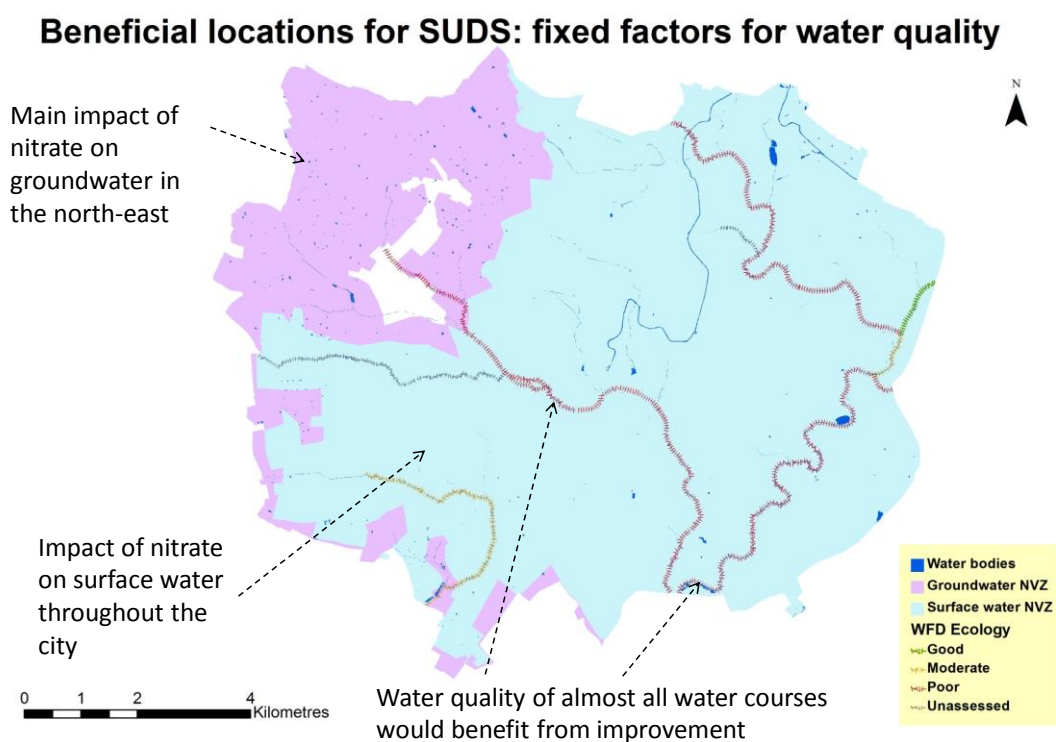 Beneficial locations for SUDS: fixed factors for water quality
Main impact of
nitrate on
groundwater in
the north-east
N
Impact of nitrate
on surface water
throughout the
city
Water quality of almost all water courses
would benefit from improvement
0 1 2 4
Kilometres
Water bodies
Groundwater NVZ
Surface water NVZ
WFD Ecology
Good
Moderate
Poor
Unassessed